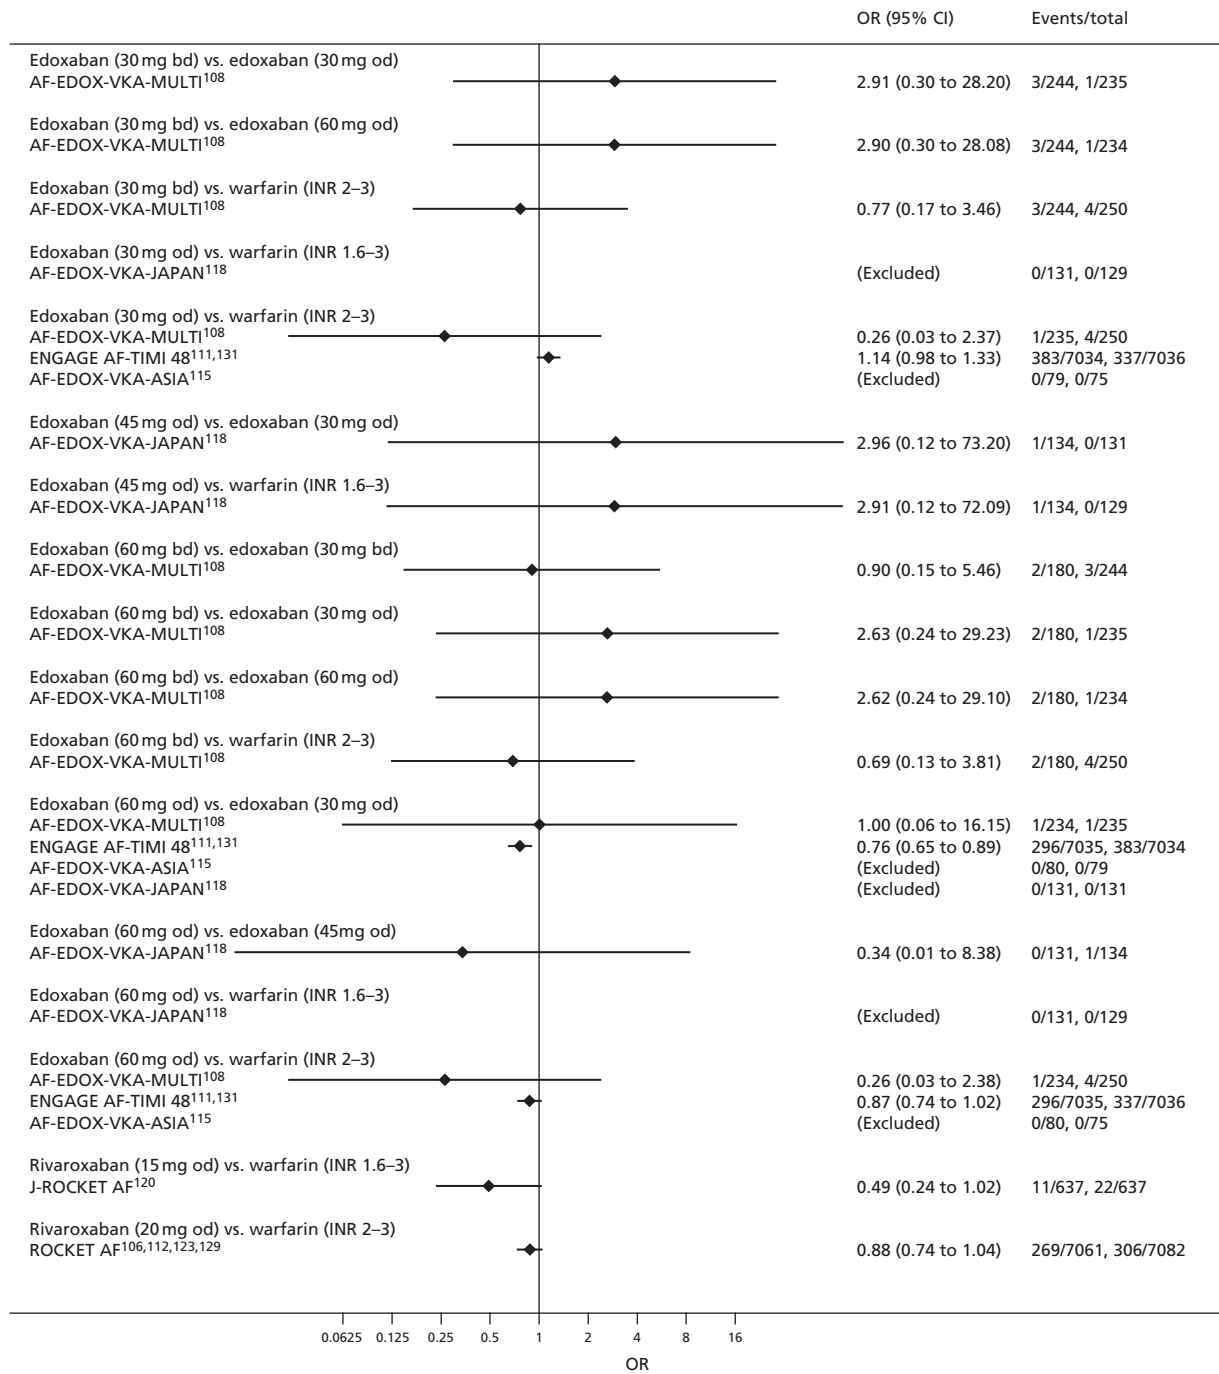 OR (95% CI) Events/total
Edoxaban (30 mg bd) vs. edoxaban (30 mg od)
AF-EDOX-VKA-MULTI108 2.91 (0.30 to 28.20) 3/244, 1/235
Edoxaban (30 mg bd) vs. edoxaban (60 mg od)
AF-EDOX-VKA-MULTI108 2.90 (0.30 to 28.08) 3/244, 1/234
Edoxaban (30 mg bd) vs. warfarin (INR 2–3)
AF-EDOX-VKA-MULTI108 0.77 (0.17 to 3.46) 3/244, 4/250
Edoxaban (30 mg od) vs. warfarin (INR 1.6–3)
AF-EDOX-VKA-JAPAN118 (Excluded) 0/131, 0/129
Edoxaban (30 mg od) vs. warfarin (INR 2–3)
AF-EDOX-VKA-MULTI108 0.26 (0.03 to 2.37) 1/235, 4/250
ENGAGE AF-TIMI 48111,131 1.14 (0.98 to 1.33) 383/7034, 337/7036
AF-EDOX-VKA-ASIA115 (Excluded) 0/79, 0/75
Edoxaban (45 mg od) vs. edoxaban (30 mg od)
AF-EDOX-VKA-JAPAN118 2.96 (0.12 to 73.20) 1/134, 0/131
Edoxaban (45 mg od) vs. warfarin (INR 1.6–3)
AF-EDOX-VKA-JAPAN118 2.91 (0.12 to 72.09) 1/134, 0/129
Edoxaban (60 mg bd) vs. edoxaban (30 mg bd)
AF-EDOX-VKA-MULTI108 0.90 (0.15 to 5.46) 2/180, 3/244
Edoxaban (60 mg bd) vs. edoxaban (30 mg od)
AF-EDOX-VKA-MULTI108 2.63 (0.24 to 29.23) 2/180, 1/235
Edoxaban (60 mg bd) vs. edoxaban (60 mg od)
AF-EDOX-VKA-MULTI108 2.62 (0.24 to 29.10) 2/180, 1/234
Edoxaban (60 mg bd) vs. warfarin (INR 2–3)
AF-EDOX-VKA-MULTI108 0.69 (0.13 to 3.81) 2/180, 4/250
Edoxaban (60 mg od) vs. edoxaban (30 mg od)
AF-EDOX-VKA-MULTI108 1.00 (0.06 to 16.15) 1/234, 1/235
ENGAGE AF-TIMI 48111,131 0.76 (0.65 to 0.89) 296/7035, 383/7034
AF-EDOX-VKA-ASIA115 (Excluded) 0/80, 0/79
AF-EDOX-VKA-JAPAN118 (Excluded) 0/131, 0/131
Edoxaban (60 mg od) vs. edoxaban (45mg od)
AF-EDOX-VKA-JAPAN118 0.34 (0.01 to 8.38) 0/131, 1/134
Edoxaban (60 mg od) vs. warfarin (INR 1.6–3)
AF-EDOX-VKA-JAPAN118 (Excluded) 0/131, 0/129
Edoxaban (60 mg od) vs. warfarin (INR 2–3)
AF-EDOX-VKA-MULTI108 0.26 (0.03 to 2.38) 1/234, 4/250
ENGAGE AF-TIMI 48111,131 0.87 (0.74 to 1.02) 296/7035, 337/7036
AF-EDOX-VKA-ASIA115 (Excluded) 0/80, 0/75
Rivaroxaban (15 mg od) vs. warfarin (INR 1.6–3)
J-ROCKET AF120 0.49 (0.24 to 1.02) 11/637, 22/637
Rivaroxaban (20 mg od) vs. warfarin (INR 2–3)
ROCKET AF106,112,123,129 0.88 (0.74 to 1.04) 269/7061, 306/7082
0.0625 0.125 0.25 0.5 1 2 4 8 16
OR